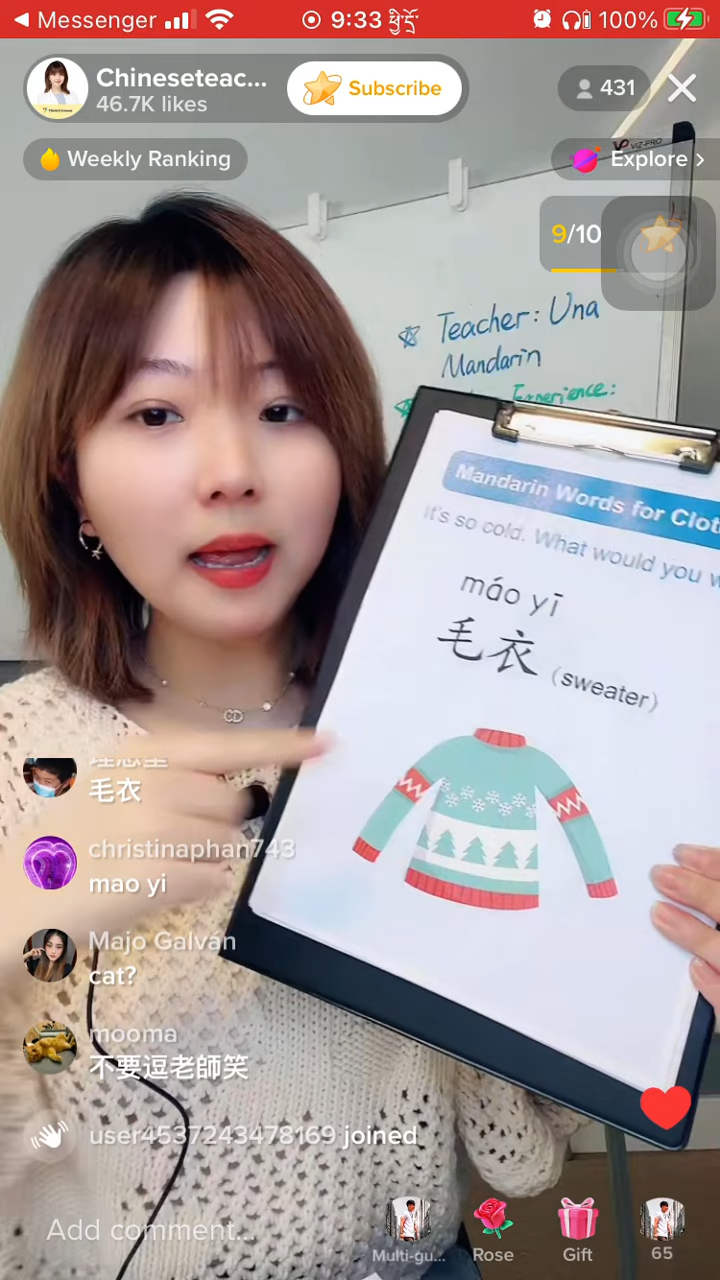 Messenger
9:33 ཕྱི་དྲོ་
100%
Chineseteac...
46.7K likes
Subscribe
431
Weekly Ranking
Explore
VIZ-PRO
9/10
Teacher: Una
Mandarin
Experience:
Mandarin Words for Clot
It's so cold. What would you w
máo yī
毛衣 (sweater)
毛衣
christinaphan743
mao yi
Majo Galván
cat?
mooma
不要逗老師笑
user4537243478169 joined
Add comment...
Multi-gu...
Rose
Gift
65